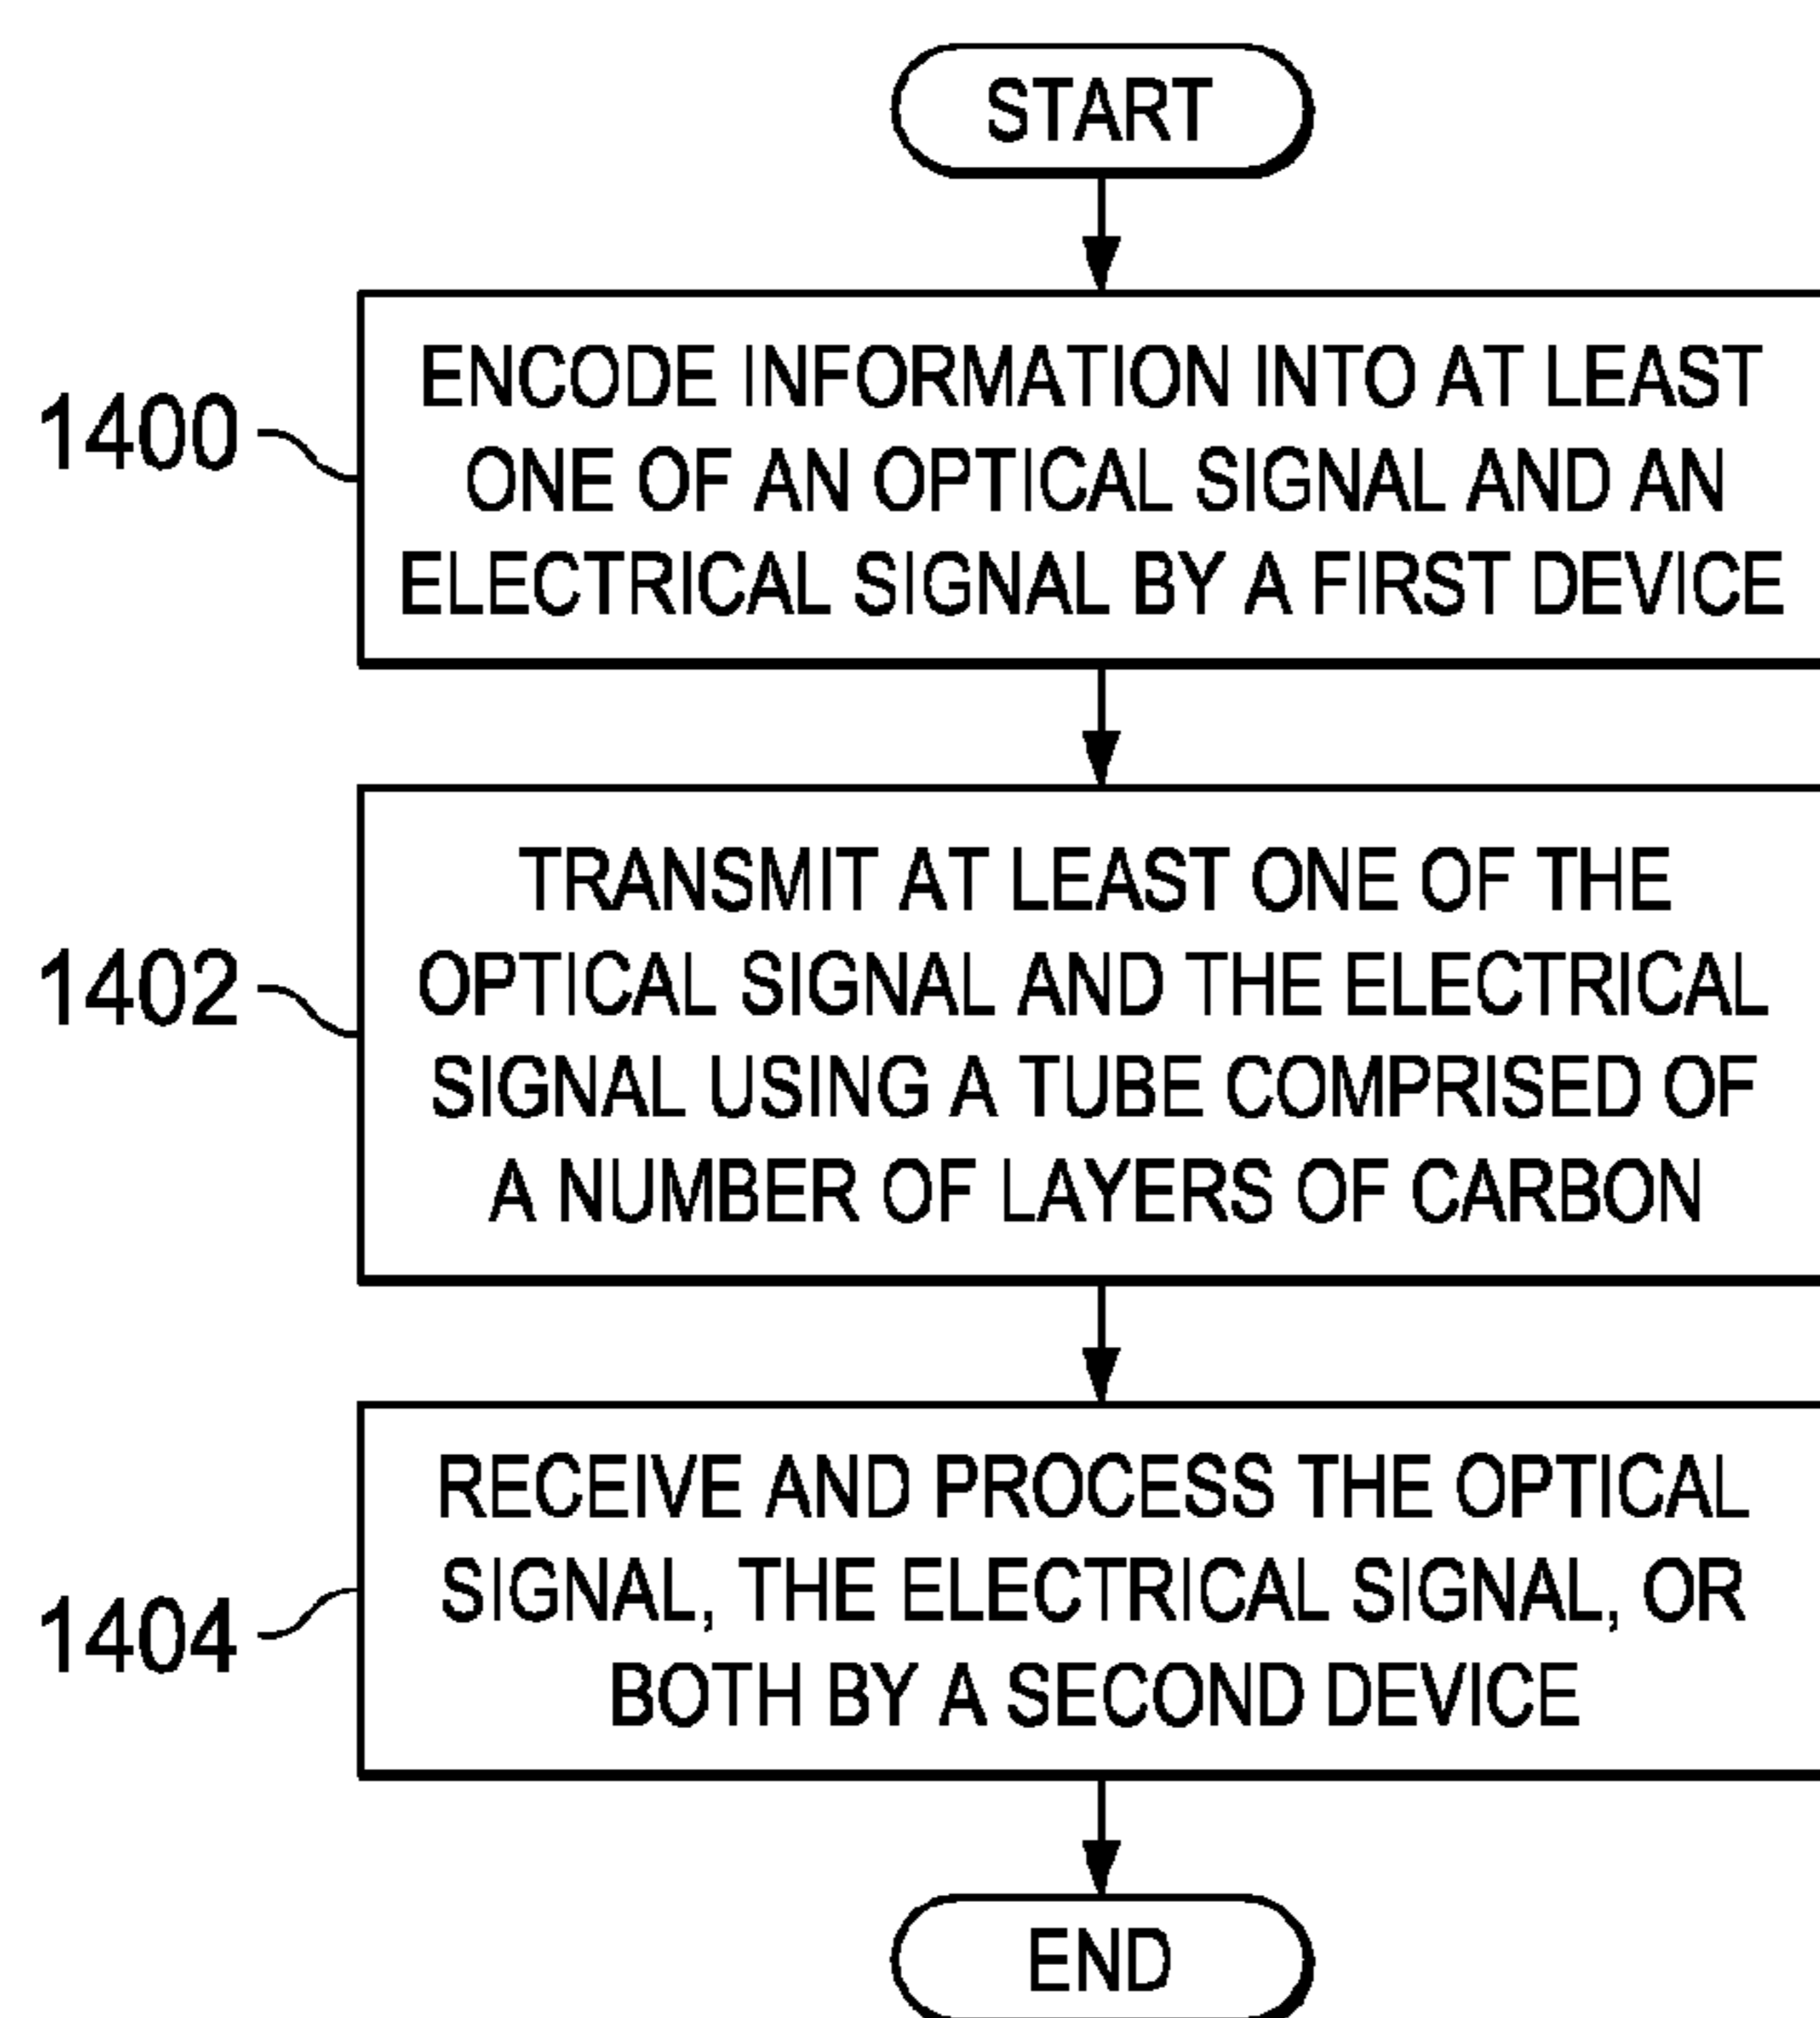 START
1400
ENCODE INFORMATION INTO AT LEAST
ONE OF AN OPTICAL SIGNAL AND AN
ELECTRICAL SIGNAL BY A FIRST DEVICE
1402
TRANSMIT AT LEAST ONE OF THE
OPTICAL SIGNAL AND THE ELECTRICAL
SIGNAL USING A TUBE COMPRISED OF
A NUMBER OF LAYERS OF CARBON
1404
RECEIVE AND PROCESS THE OPTICAL
SIGNAL, THE ELECTRICAL SIGNAL, OR
BOTH BY A SECOND DEVICE
END